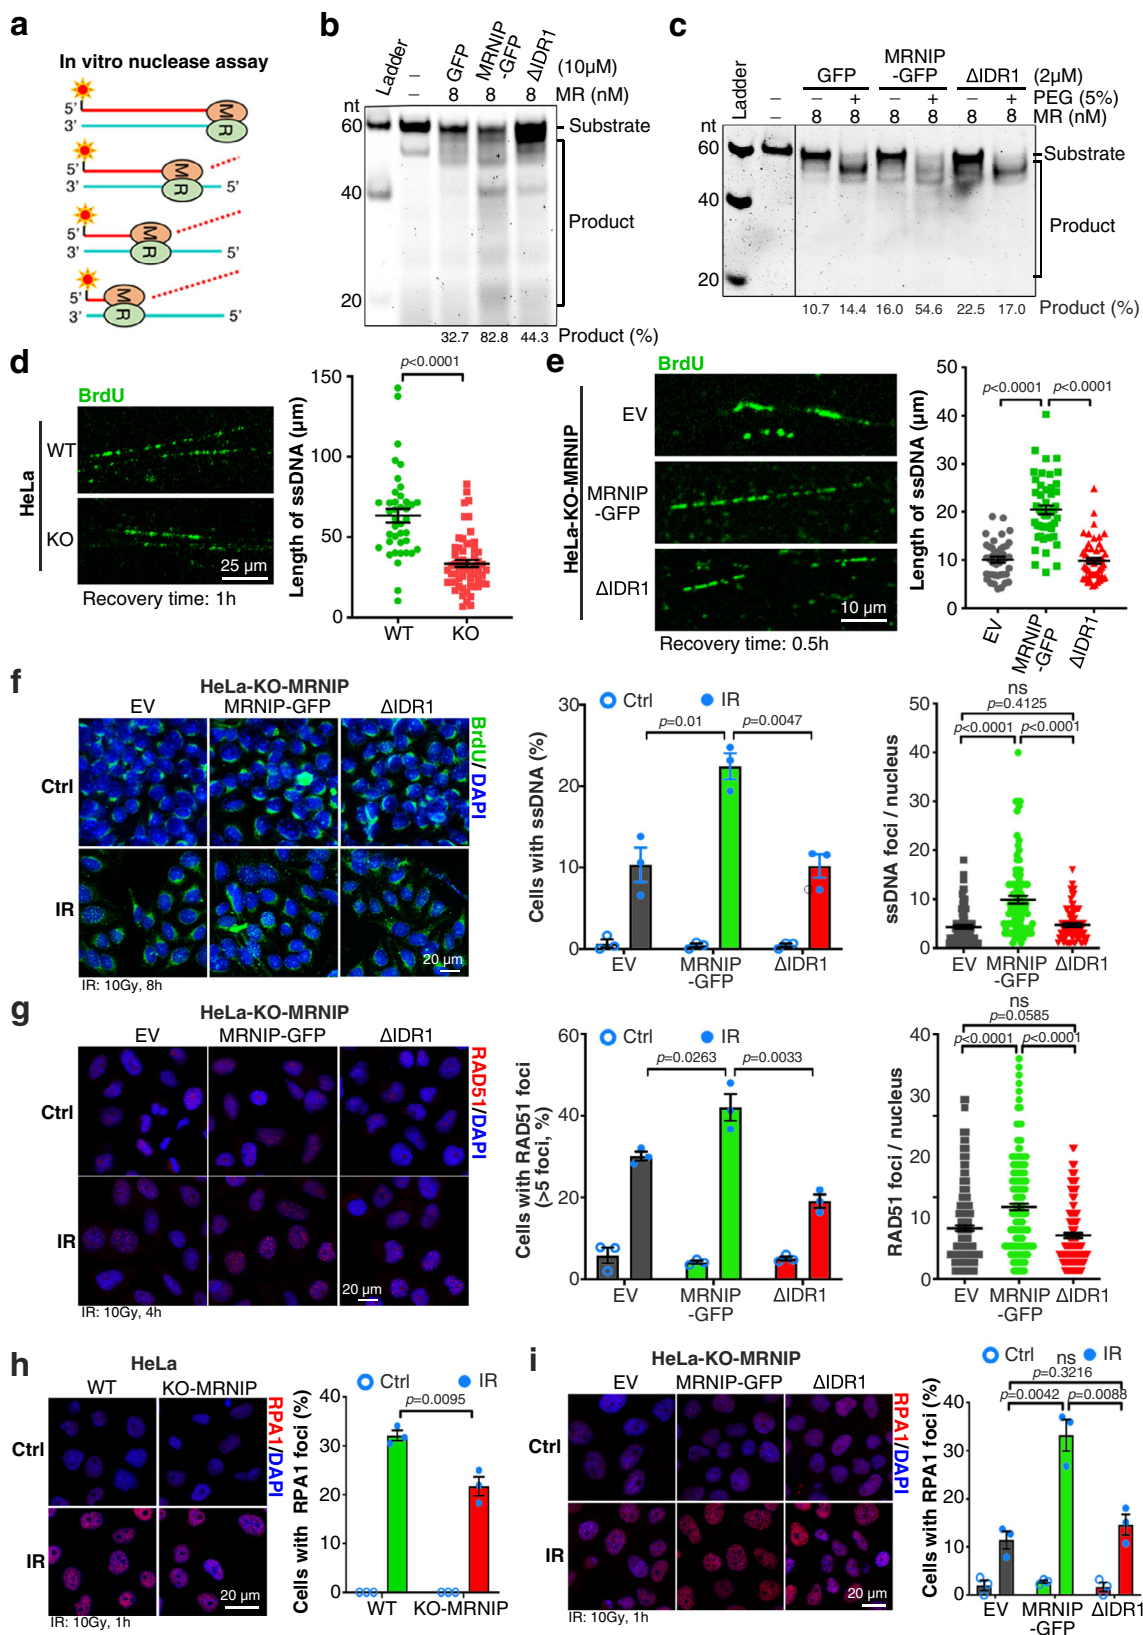 a
In vitro nuclease assay
5'
3'
M
R
5'
3'
5'
M
R
5'
3'
5'
M
R
5'
3'
5'
M
R
b
Ladder
–
GFP
MRNIP
-GFP
ΔIDR1
(10µM)
– 8 8 8 MR (nM)
nt
60
40
20
Substrate
Product
32.7 82.8 44.3 Product (%)
c
Ladder
GFP
MRNIP
-GFP
ΔIDR1
(2µM)
– – + – + – + PEG (5%)
– 8 8 8 8 8 8 MR (nM)
nt
60
40
20
Substrate
Product
10.7 14.4 16.0 54.6 22.5 17.0 Product (%)
d
BrdU
HeLa
WT
KO
25 µm
Recovery time: 1h
Length of ssDNA (µm)
150
100
50
0
p<0.0001
WT KO
e
BrdU
HeLa-KO-MRNIP
EV
MRNIP
-GFP
ΔIDR1
10 µm
Recovery time: 0.5h
Length of ssDNA (µm)
50
40
30
20
10
0
p<0.0001 p<0.0001
EV
MRNIP
-GFP
ΔIDR1
f
HeLa-KO-MRNIP
EV MRNIP-GFP ΔIDR1
BrdU/ DAPI
Ctrl
IR
20 µm
IR: 10Gy, 8h
Cells with ssDNA (%)
30
20
10
0
Ctrl IR
p=0.01 p=0.0047
EV MRNIP ΔIDR1
-GFP
ssDNA foci / nucleus
50
40
30
20
10
0
ns
p=0.4125
p<0.0001 p<0.0001
EV MRNIP ΔIDR1
-GFP
g
HeLa-KO-MRNIP
EV MRNIP-GFP ΔIDR1
RAD51/DAPI
Ctrl
IR
20 µm
IR: 10Gy, 4h
Cells with RAD51 foci
(>5 foci, %)
60
40
20
0
Ctrl IR
p=0.0263 p=0.0033
EV MRNIP ΔIDR1
-GFP
RAD51 foci / nucleus
40
30
20
10
0
ns
p=0.0585
p<0.0001 p<0.0001
EV MRNIP ΔIDR1
-GFP
h
HeLa
WT KO-MRNIP
RPA1/DAPI
Ctrl
IR
20 µm
IR: 10Gy, 1h
Cells with RPA1 foci (%)
40
30
20
10
0
Ctrl IR
p=0.0095
WT KO-MRNIP
i
HeLa-KO-MRNIP
EV MRNIP-GFP ΔIDR1
RPA1/DAPI
Ctrl
IR
20 µm
IR: 10Gy, 1h
Cells with RPA1 foci (%)
40
30
20
10
0
Ctrl ns IR
p=0.3216
p=0.0042 p=0.0088
EV MRNIP ΔIDR1
-GFP